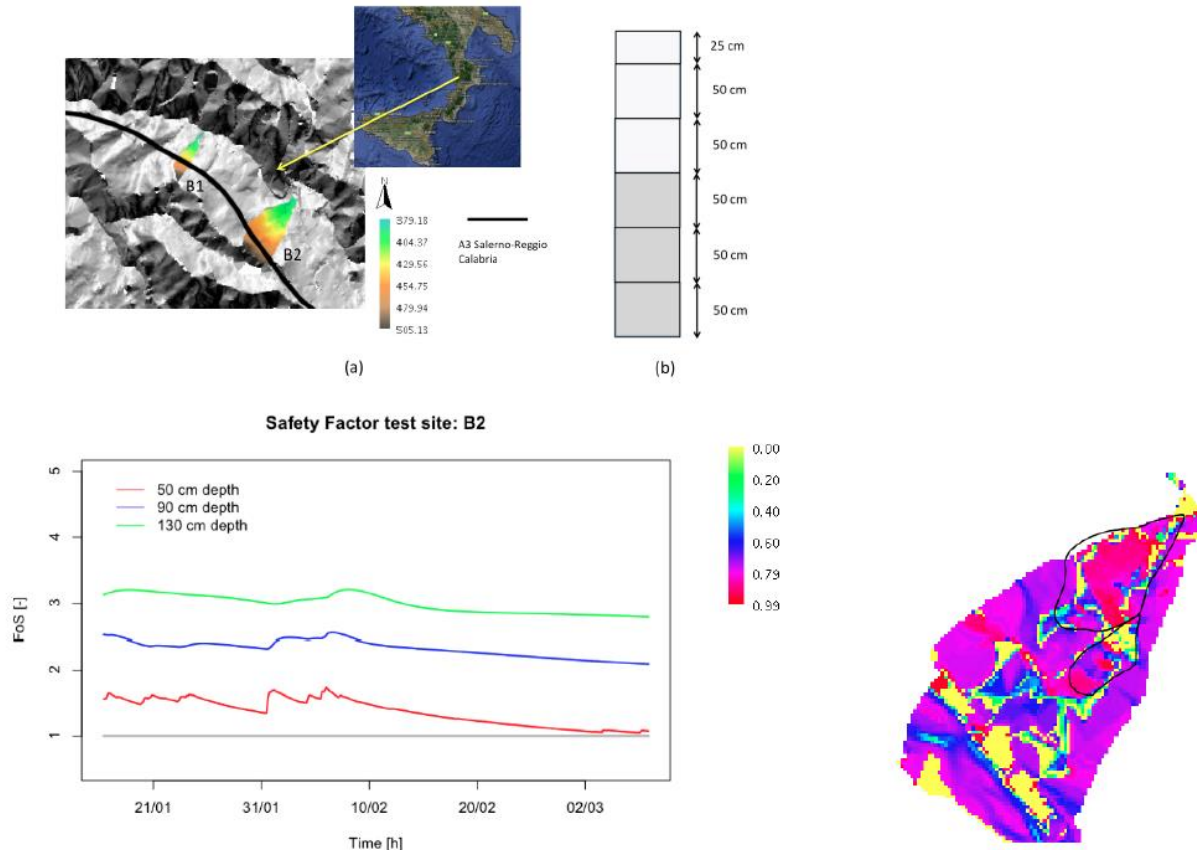 B1
B2
N
379.18
404.37
429.56
454.75
479.94
505.13
A3 Salerno-Reggio
Calabria
(a)
25 cm
50 cm
50 cm
50 cm
50 cm
50 cm
(b)
Safety Factor test site: B2
FoS [-]
5
4
3
2
1
50 cm depth
90 cm depth
130 cm depth
21/01
31/01
10/02
20/02
02/03
Time [h]
0.00
0.20
0.40
0.60
0.79
0.99